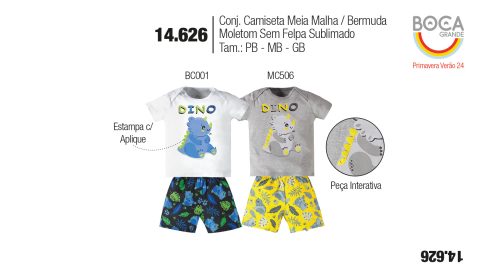 14.626
Conj. Camiseta Meia Malha / Bermuda
Moletom Sem Felpa Sublimado
Tam.: PB - MB - GB
BOCA
GRANDE
Primavera Verão 24
BC001
MC506
Estampa c/
Aplique
DINO
DINO
Peça Interativa
14.626